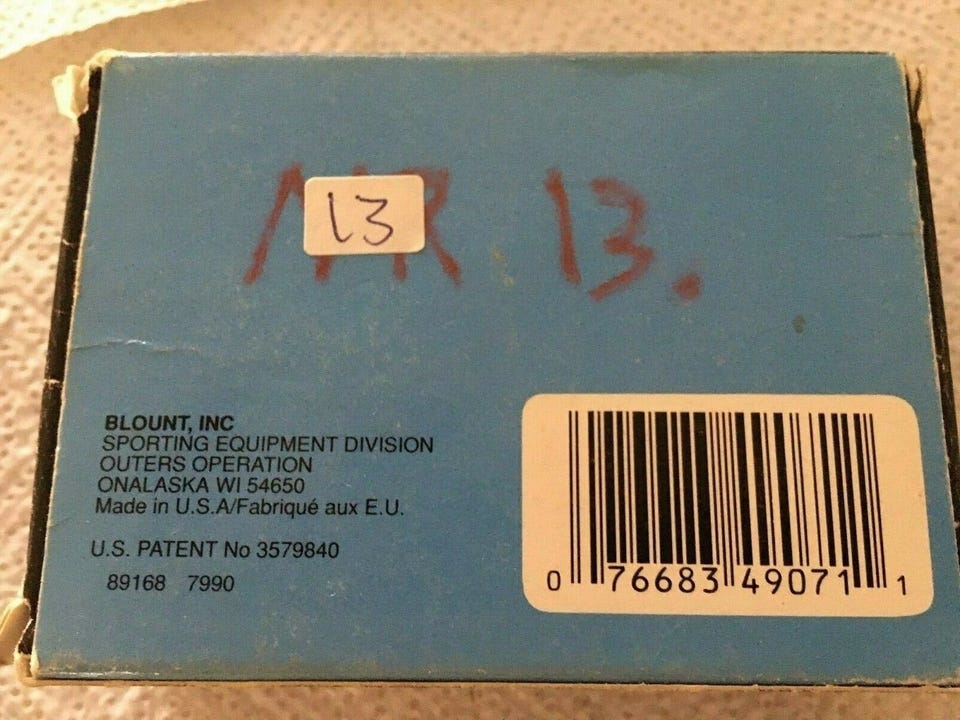 NR 13.
13
BLOUNT, INC
SPORTING EQUIPMENT DIVISION
OUTERS OPERATION
ONALASKA WI 54650
Made in U.S.A/Fabriqué aux E.U.
U.S. PATENT No 3579840
89168 7990
0 76683 49071 1